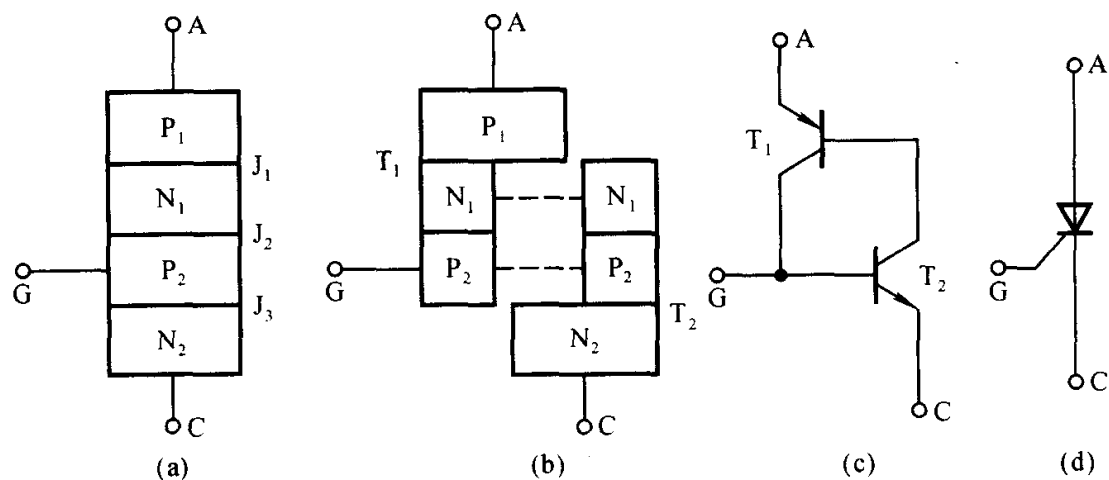 A
P₁
J₁
N₁
J₂
P₂
G
J₃
N₂
C
(a)
A
P₁
T₁
N₁ N₁
P₂ P₂
G
T₂
N₂
C
(b)
A
T₁
G
T₂
C
(c)
A
G
C
(d)